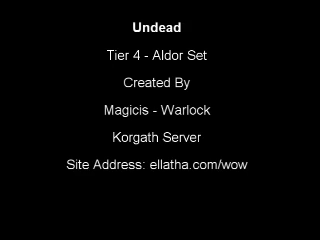 Undead
Tier 4 - Aldor Set
Created By
Magicis - Warlock
Korgath Server
Site Address: ellatha.com/wow